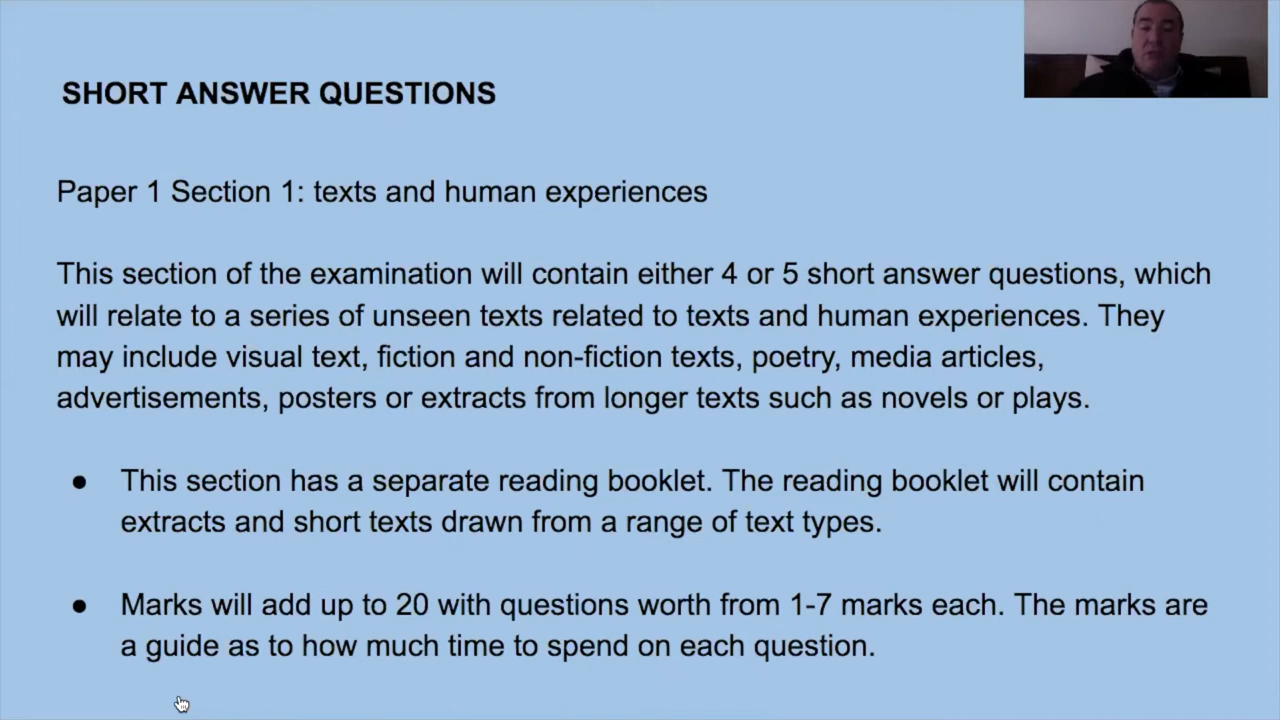 SHORT ANSWER QUESTIONS
Paper 1 Section 1: texts and human experiences
This section of the examination will contain either 4 or 5 short answer questions, which
will relate to a series of unseen texts related to texts and human experiences. They
may include visual text, fiction and non-fiction texts, poetry, media articles,
advertisements, posters or extracts from longer texts such as novels or plays.
● This section has a separate reading booklet. The reading booklet will contain
extracts and short texts drawn from a range of text types.
● Marks will add up to 20 with questions worth from 1-7 marks each. The marks are
a guide as to how much time to spend on each question.